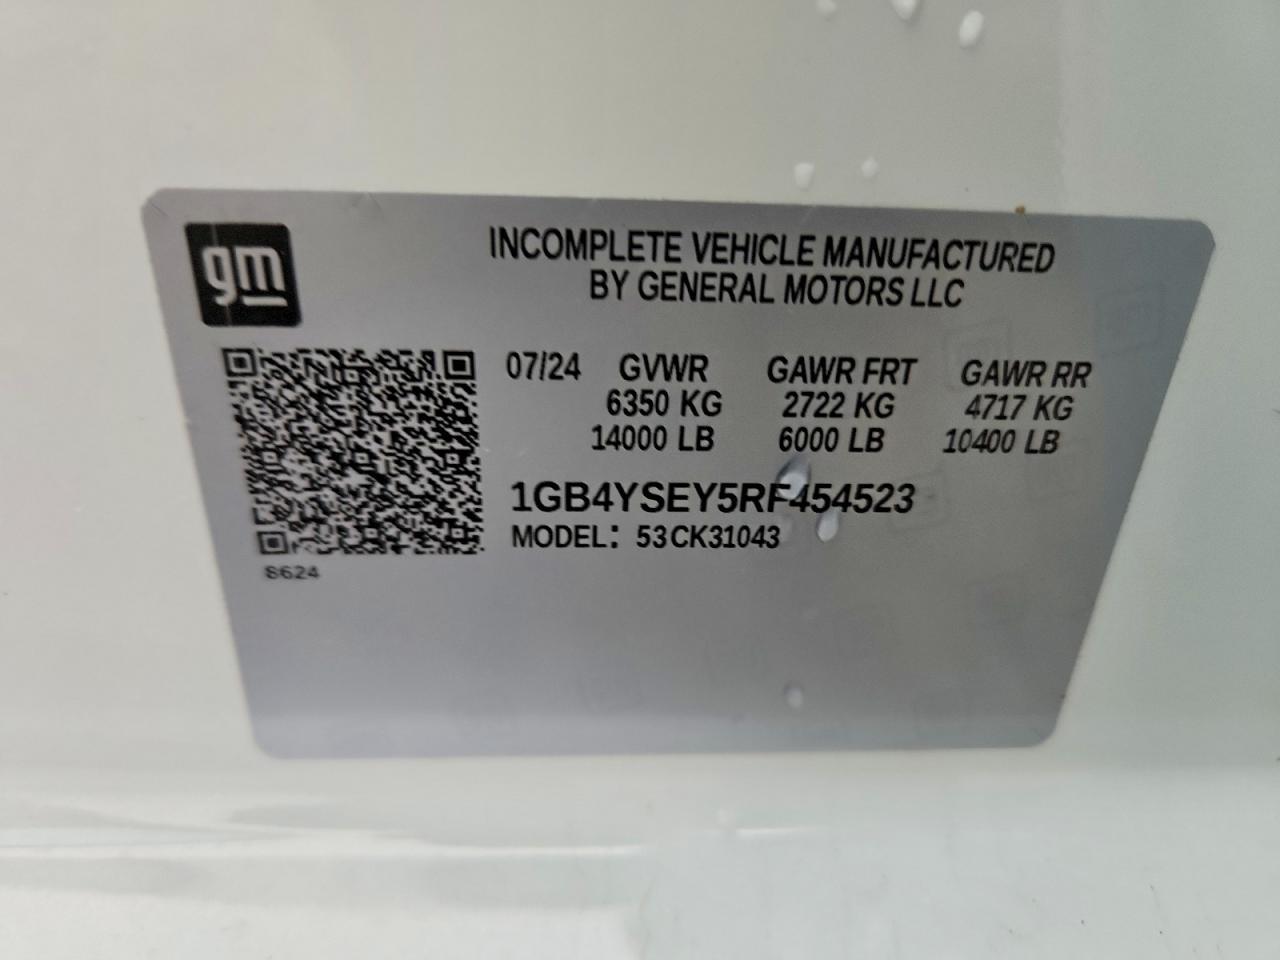 gm
INCOMPLETE VEHICLE MANUFACTURED
BY GENERAL MOTORS LLC
07/24 GVWR GAWR FRT GAWR RR
6350 KG 2722 KG 4717 KG
14000 LB 6000 LB 10400 LB
1GB4YSEY5RF454523
MODEL: 53CK31043
8624